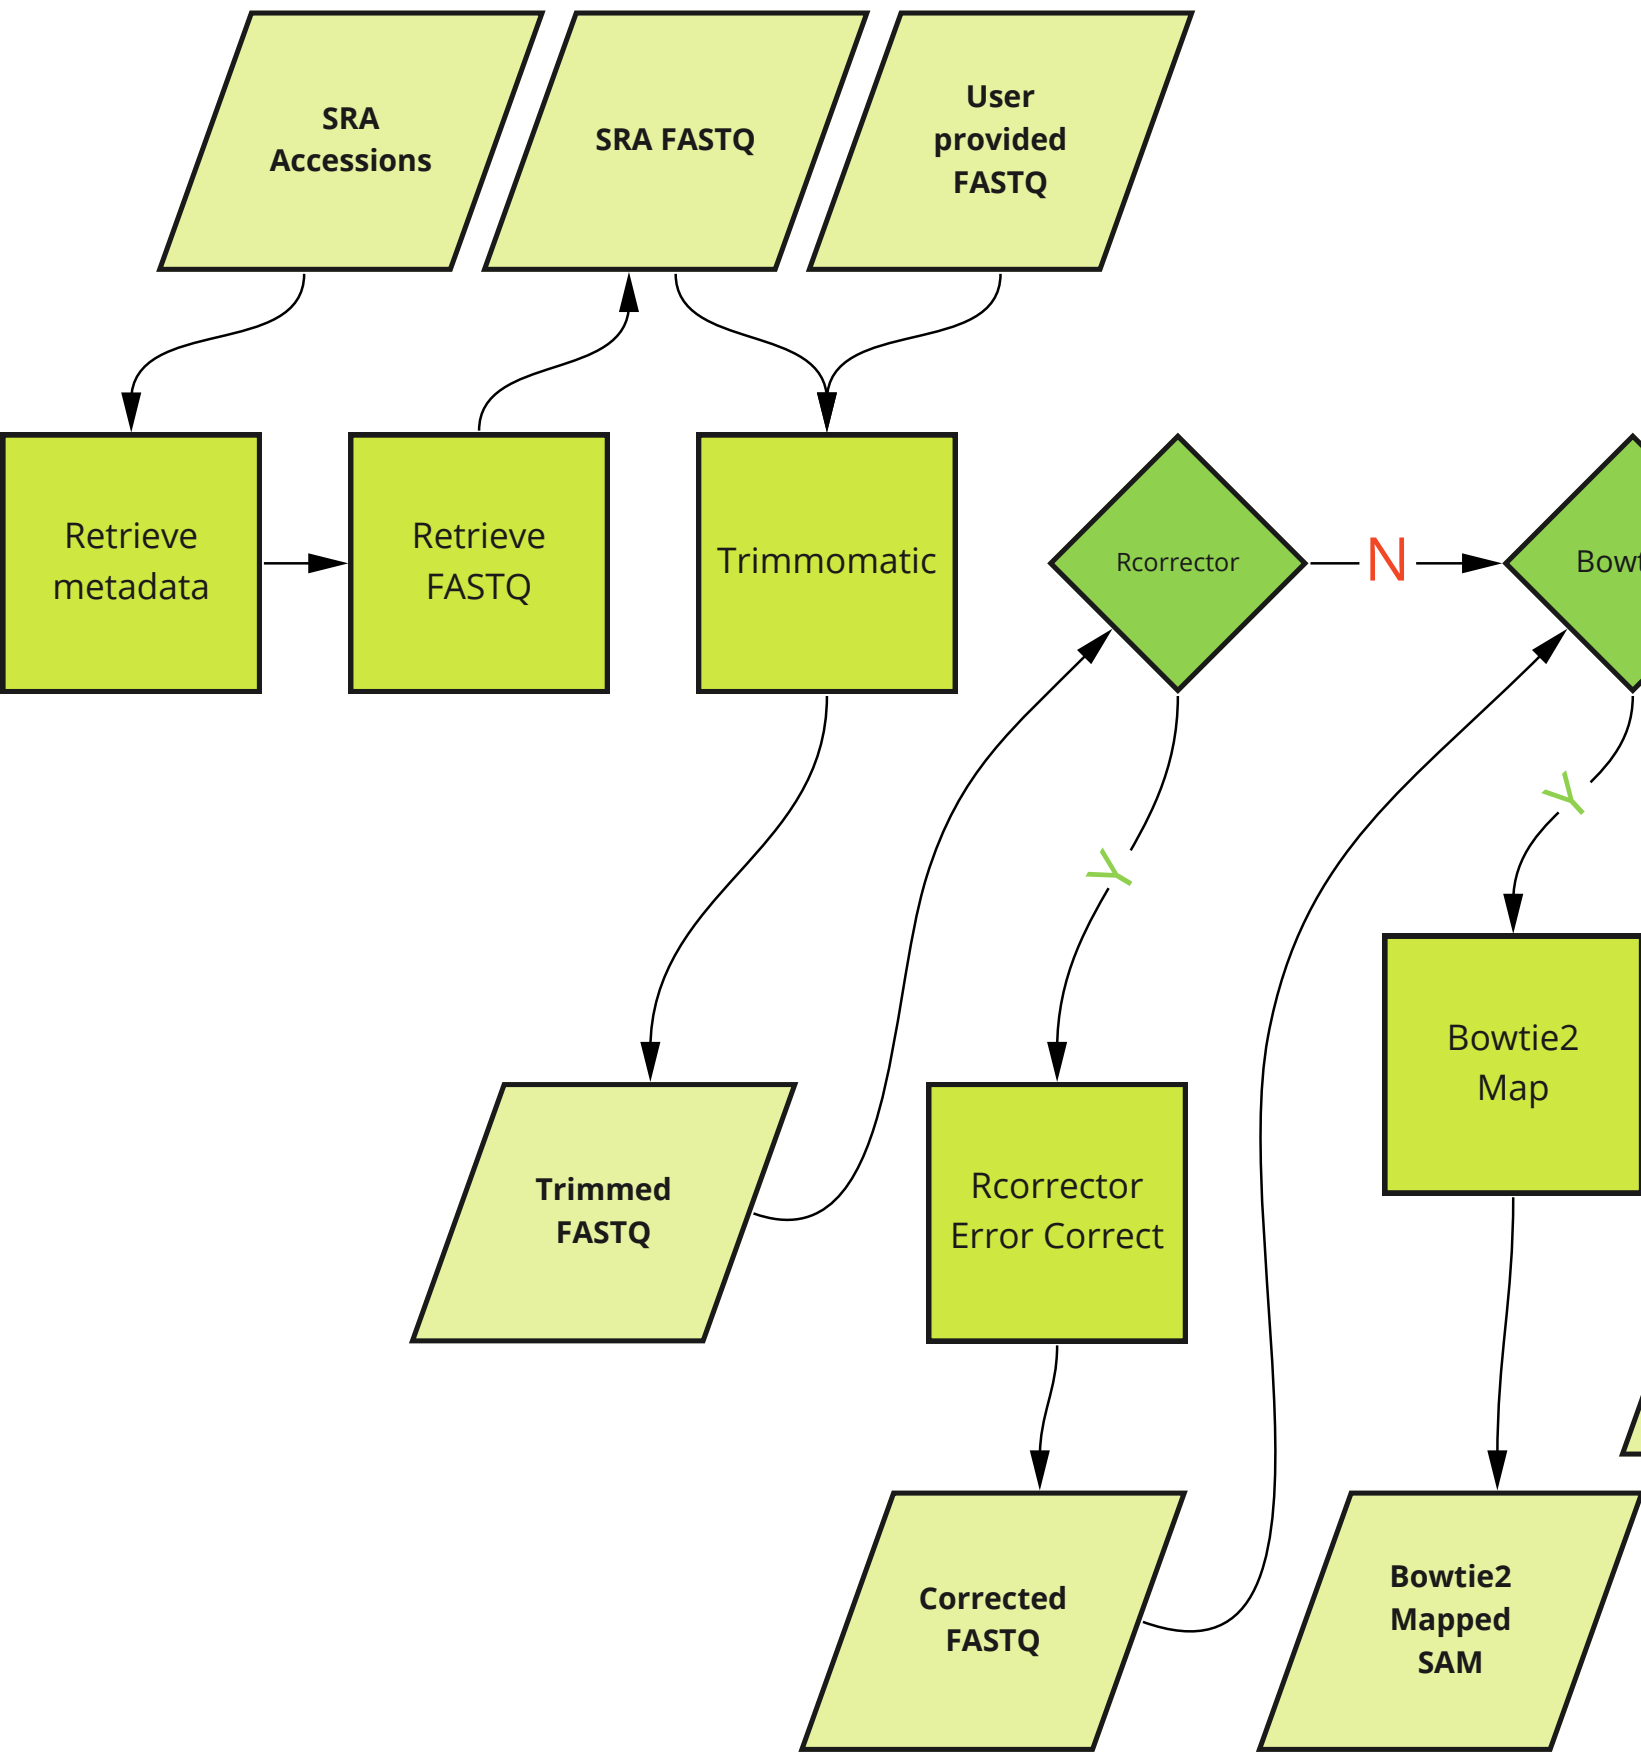 SRA
Accessions
SRA FASTQ
User
provided
FASTQ
Retrieve
metadata
Retrieve
FASTQ
Trimmomatic
Rcorrector
N
Y
Y
Bowtie2
Map
Trimmed
FASTQ
Rcorrector
Error Correct
Corrected
FASTQ
Bowtie2
Mapped
SAM